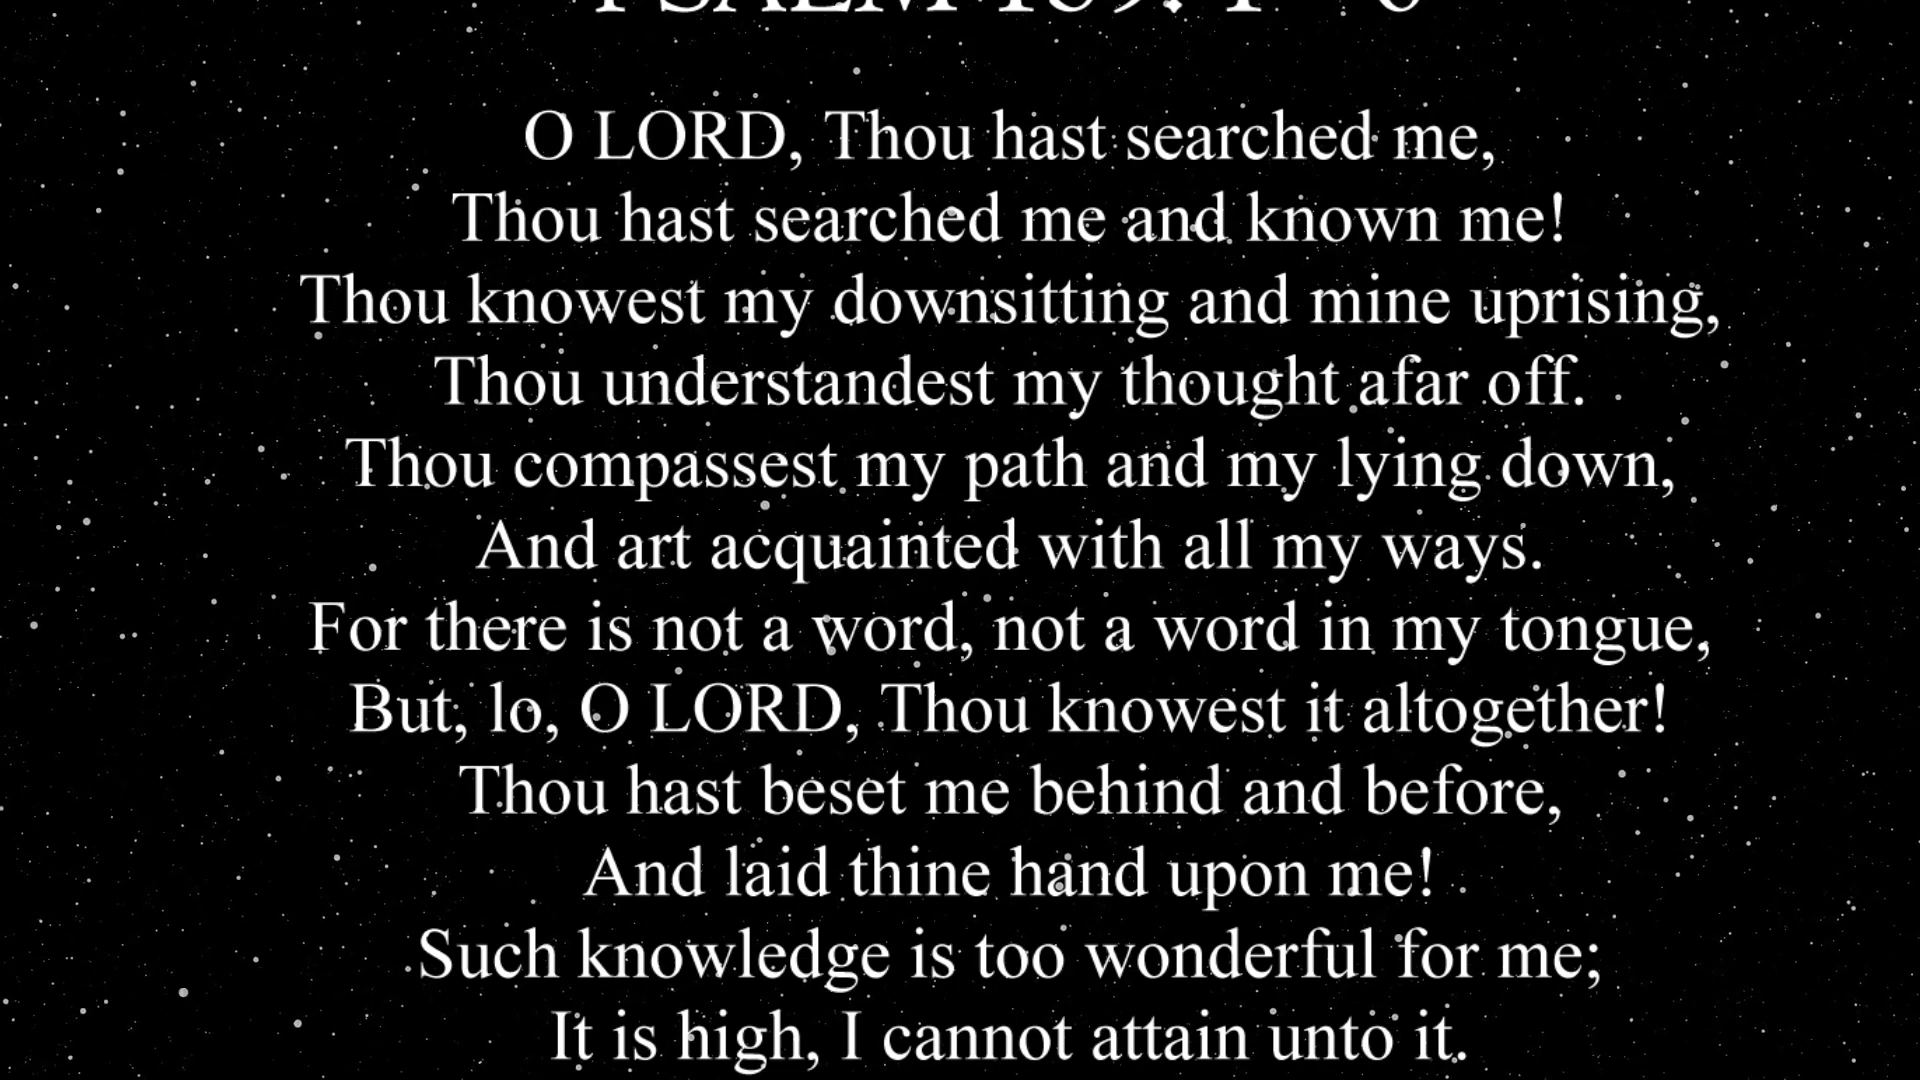 O LORD, Thou hast searched me,
Thou hast searched me and known me!
Thou knowest my downsitting and mine uprising,
Thou understandest my thought afar off.
Thou compassest my path and my lying down,
And art acquainted with all my ways.
For there is not a word, not a word in my tongue,
But, lo, O LORD, Thou knowest it altogether!
Thou hast beset me behind and before,
And laid thine hand upon me!
Such knowledge is too wonderful for me;
It is high, I cannot attain unto it.